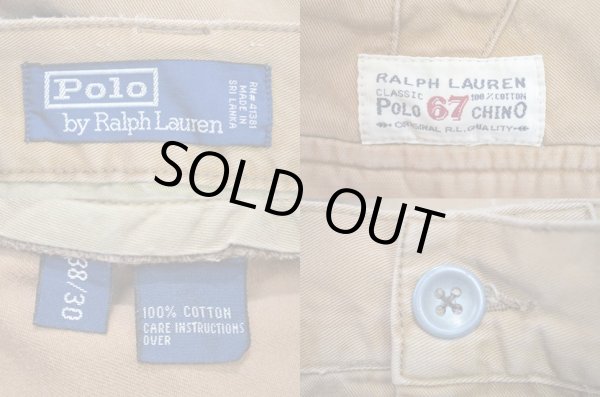 Polo
by Ralph Lauren
RN# 41381
MADE IN
SRI LANKA
RALPH LAUREN
CLASSIC 100% COTTON
POLO 67 CHINO
ORIGINAL R.L. QUALITY
SOLD OUT
38/30
100% COTTON
CARE INSTRUCTIONS
OVER